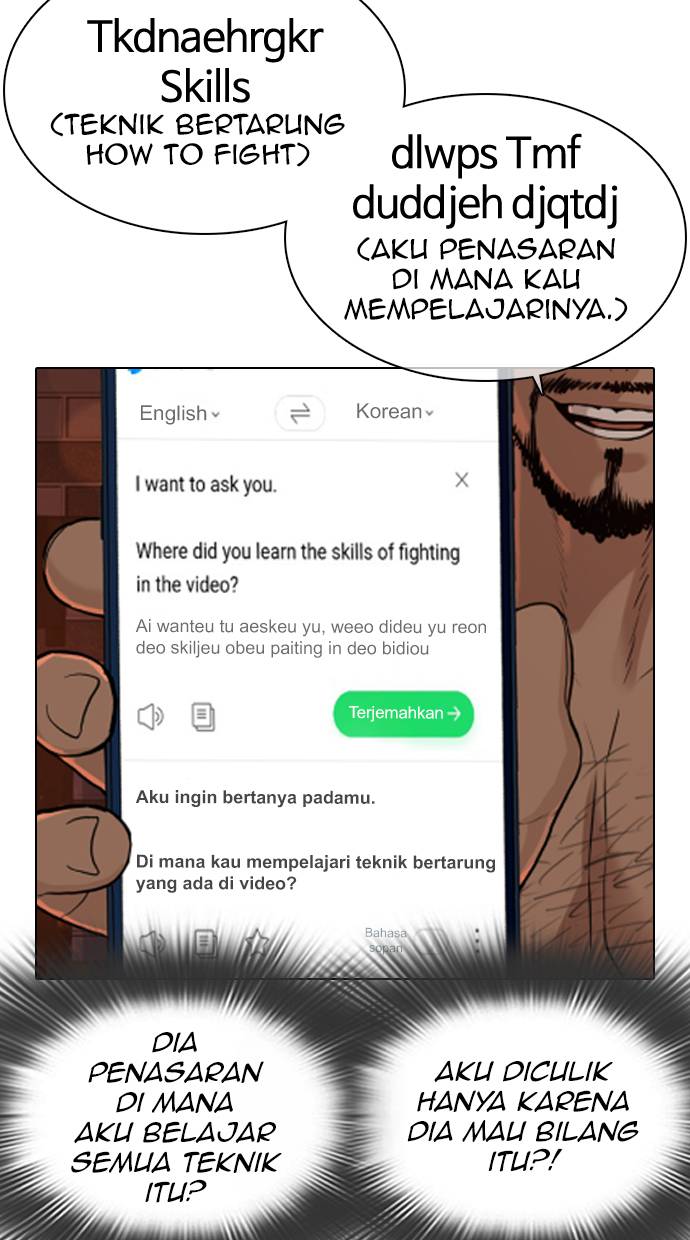 Tkdnaehrgkr
Skills
(TEKNIK BERTARUNG
HOW TO FIGHT)
dlwps Tmf
duddjeh djqtdj
(AKU PENASARAN
DI MANA KAU
MEMPELAJARINYA.)
English Korean
I want to ask you.
Where did you learn the skills of fighting
in the video?
Ai wanteu tu aeskeu yu, weeo dideu yu reon
deo skiljeu obeu paiting in deo bidiou
Terjemahkan
Aku ingin bertanya padamu.
Di mana kau mempelajari teknik bertarung
yang ada di video?
Bahasa
sopan
DIA
PENASARAN
DI MANA
AKU BELAJAR
SEMUA TEKNIK
ITU?
AKU DICULIK
HANYA KARENA
DIA MAU BILANG
ITU?!